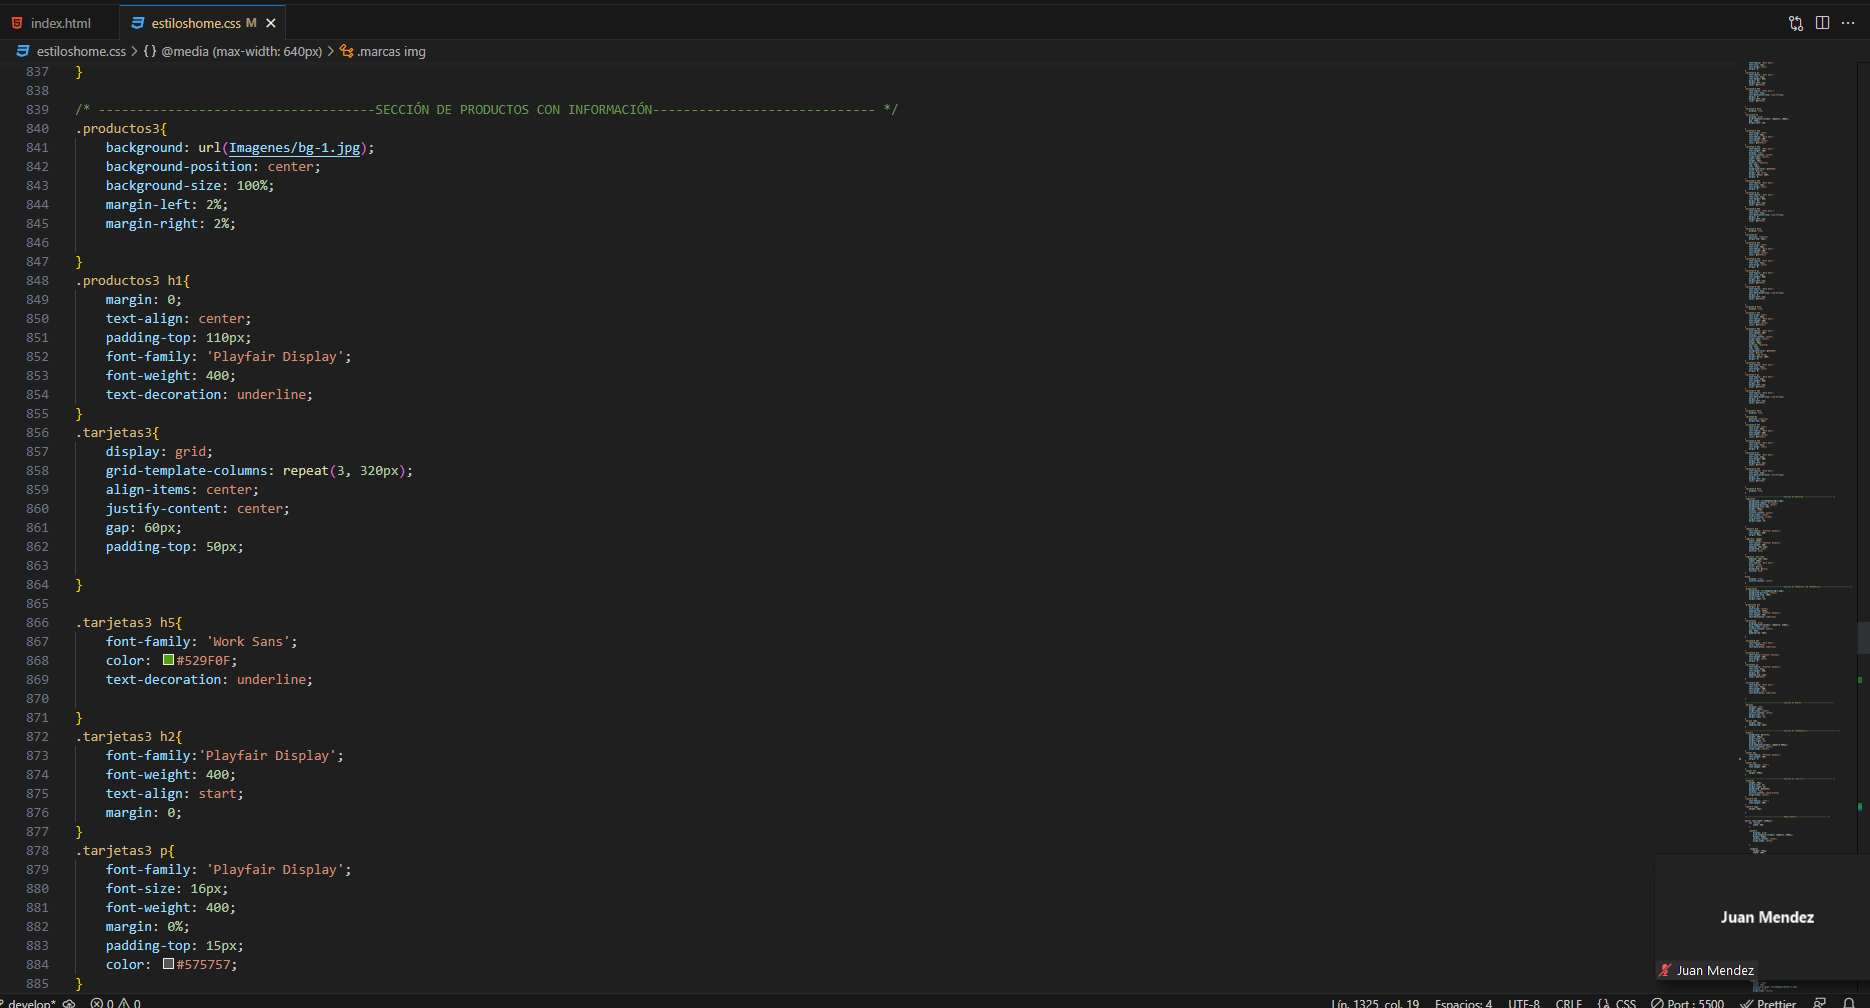 index.html
estiloshome.css M
estiloshome.css > {} @media (max-width: 640px) > .marcas img
837 }
838
839 /* ------------------------------------SECCIÓN DE PRODUCTOS CON INFORMACIÓN----------------------------- */
840 .productos3{
841 background: url(Imagenes/bg-1.jpg);
842 background-position: center;
843 background-size: 100%;
844 margin-left: 2%;
845 margin-right: 2%;
846
847 }
848 .productos3 h1{
849 margin: 0;
850 text-align: center;
851 padding-top: 110px;
852 font-family: 'Playfair Display';
853 font-weight: 400;
854 text-decoration: underline;
855 }
856 .tarjetas3{
857 display: grid;
858 grid-template-columns: repeat(3, 320px);
859 align-items: center;
860 justify-content: center;
861 gap: 60px;
862 padding-top: 50px;
863
864 }
865
866 .tarjetas3 h5{
867 font-family: 'Work Sans';
868 color: #529F0F;
869 text-decoration: underline;
870
871 }
872 .tarjetas3 h2{
873 font-family:'Playfair Display';
874 font-weight: 400;
875 text-align: start;
876 margin: 0;
877 }
878 .tarjetas3 p{
879 font-family: 'Playfair Display';
880 font-size: 16px;
881 font-weight: 400;
882 margin: 0%;
883 padding-top: 15px;
884 color: #575757;
885 }
Juan Mendez
Juan Mendez
develop* 0 0 Lín. 1325, col. 19 Espacios: 4 UTF-8 CRLF {} CSS Port : 5500 Prettier